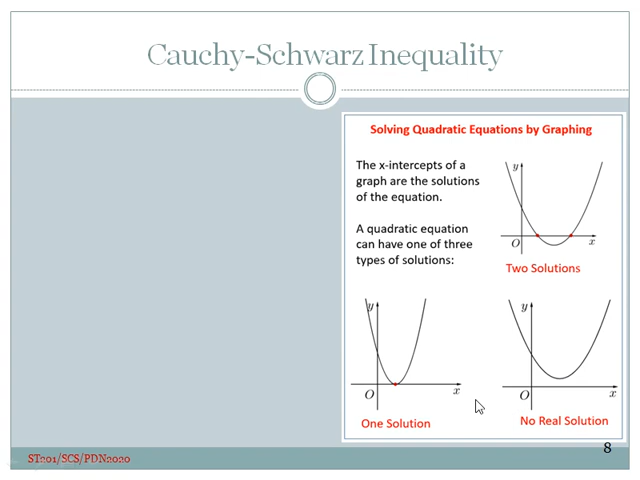 Cauchy-Schwarz Inequality
Solving Quadratic Equations by Graphing
The x-intercepts of a
graph are the solutions
of the equation.
A quadratic equation
can have one of three
types of solutions:
y
O
x
Two Solutions
y
O
x
One Solution
y
O
x
No Real Solution
8
ST201/SCS/PDN2020